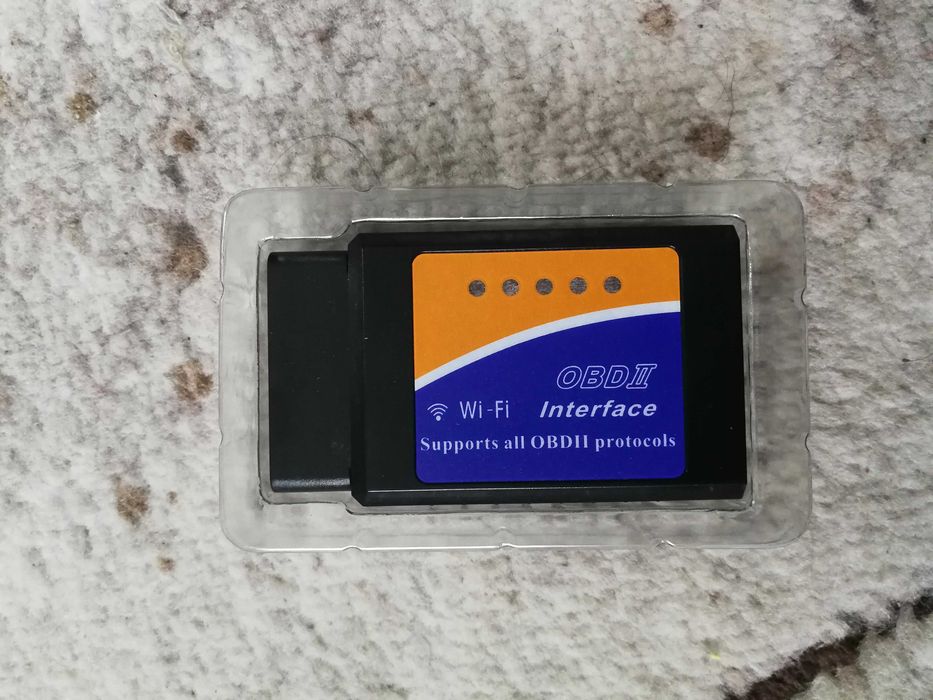 OBDII
Wi-Fi Interface
Supports all OBDII protocols